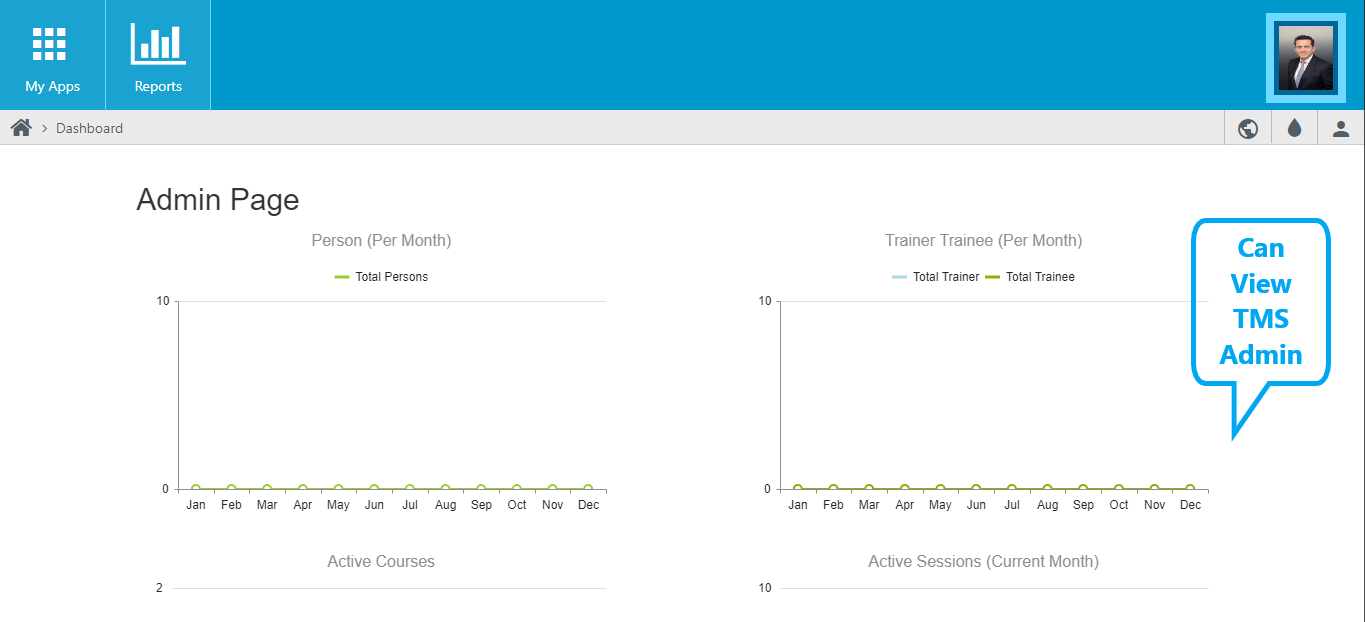 My Apps
Reports
Dashboard
Admin Page
Person (Per Month)
Total Persons
10
0
Jan Feb Mar Apr May Jun Jul Aug Sep Oct Nov Dec
Trainer Trainee (Per Month)
Total Trainer Total Trainee
10
0
Jan Feb Mar Apr May Jun Jul Aug Sep Oct Nov Dec
Can
View
TMS
Admin
Active Courses
2
Active Sessions (Current Month)
10